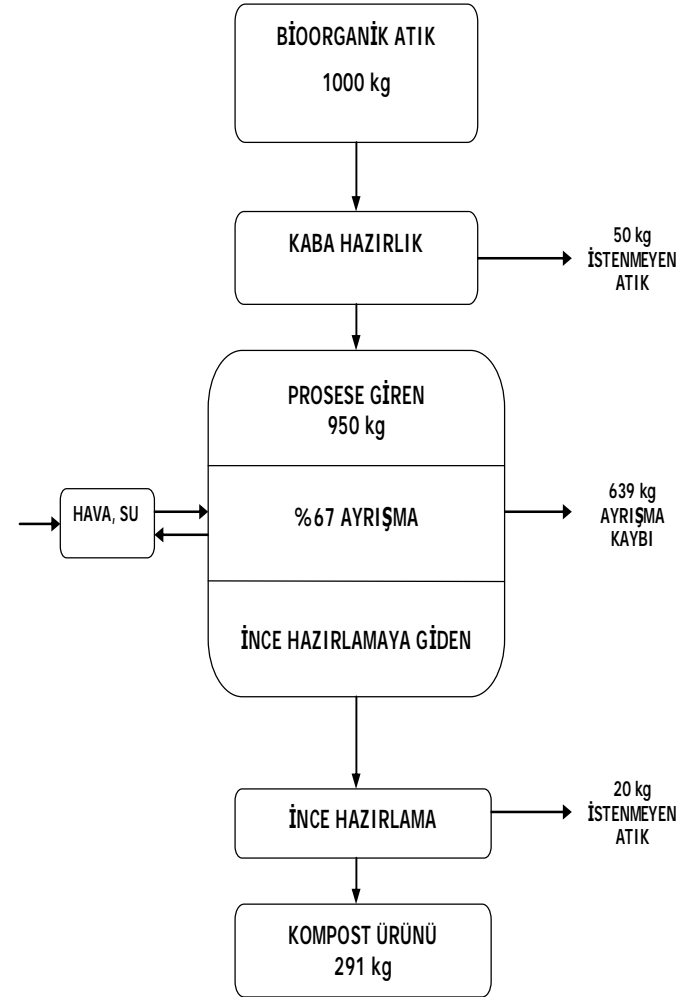 BİOORGANİK ATIK
1000 kg
KABA HAZIRLIK
50 kg
İSTENMEYEN
ATIK
PROSESE GİREN
950 kg
HAVA, SU
%67 AYRIŞMA
639 kg
AYRIŞMA
KAYBI
İNCE HAZIRLAMAYA GİDEN
İNCE HAZIRLAMA
20 kg
İSTENMEYEN
ATIK
KOMPOST ÜRÜNÜ
291 kg